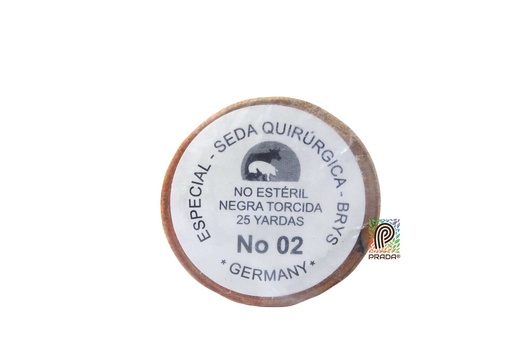 ESPECIAL - SEDA QUIRÚRGICA - BRYS
NO ESTÉRIL
NEGRA TORCIDA
25 YARDAS
No 02
* GERMANY *
PRADA®